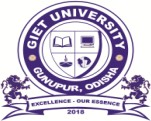 GIET UNIVERSITY
GUNUPUR, ODISHA
EXCELLENCE - OUR ESSENCE
2018